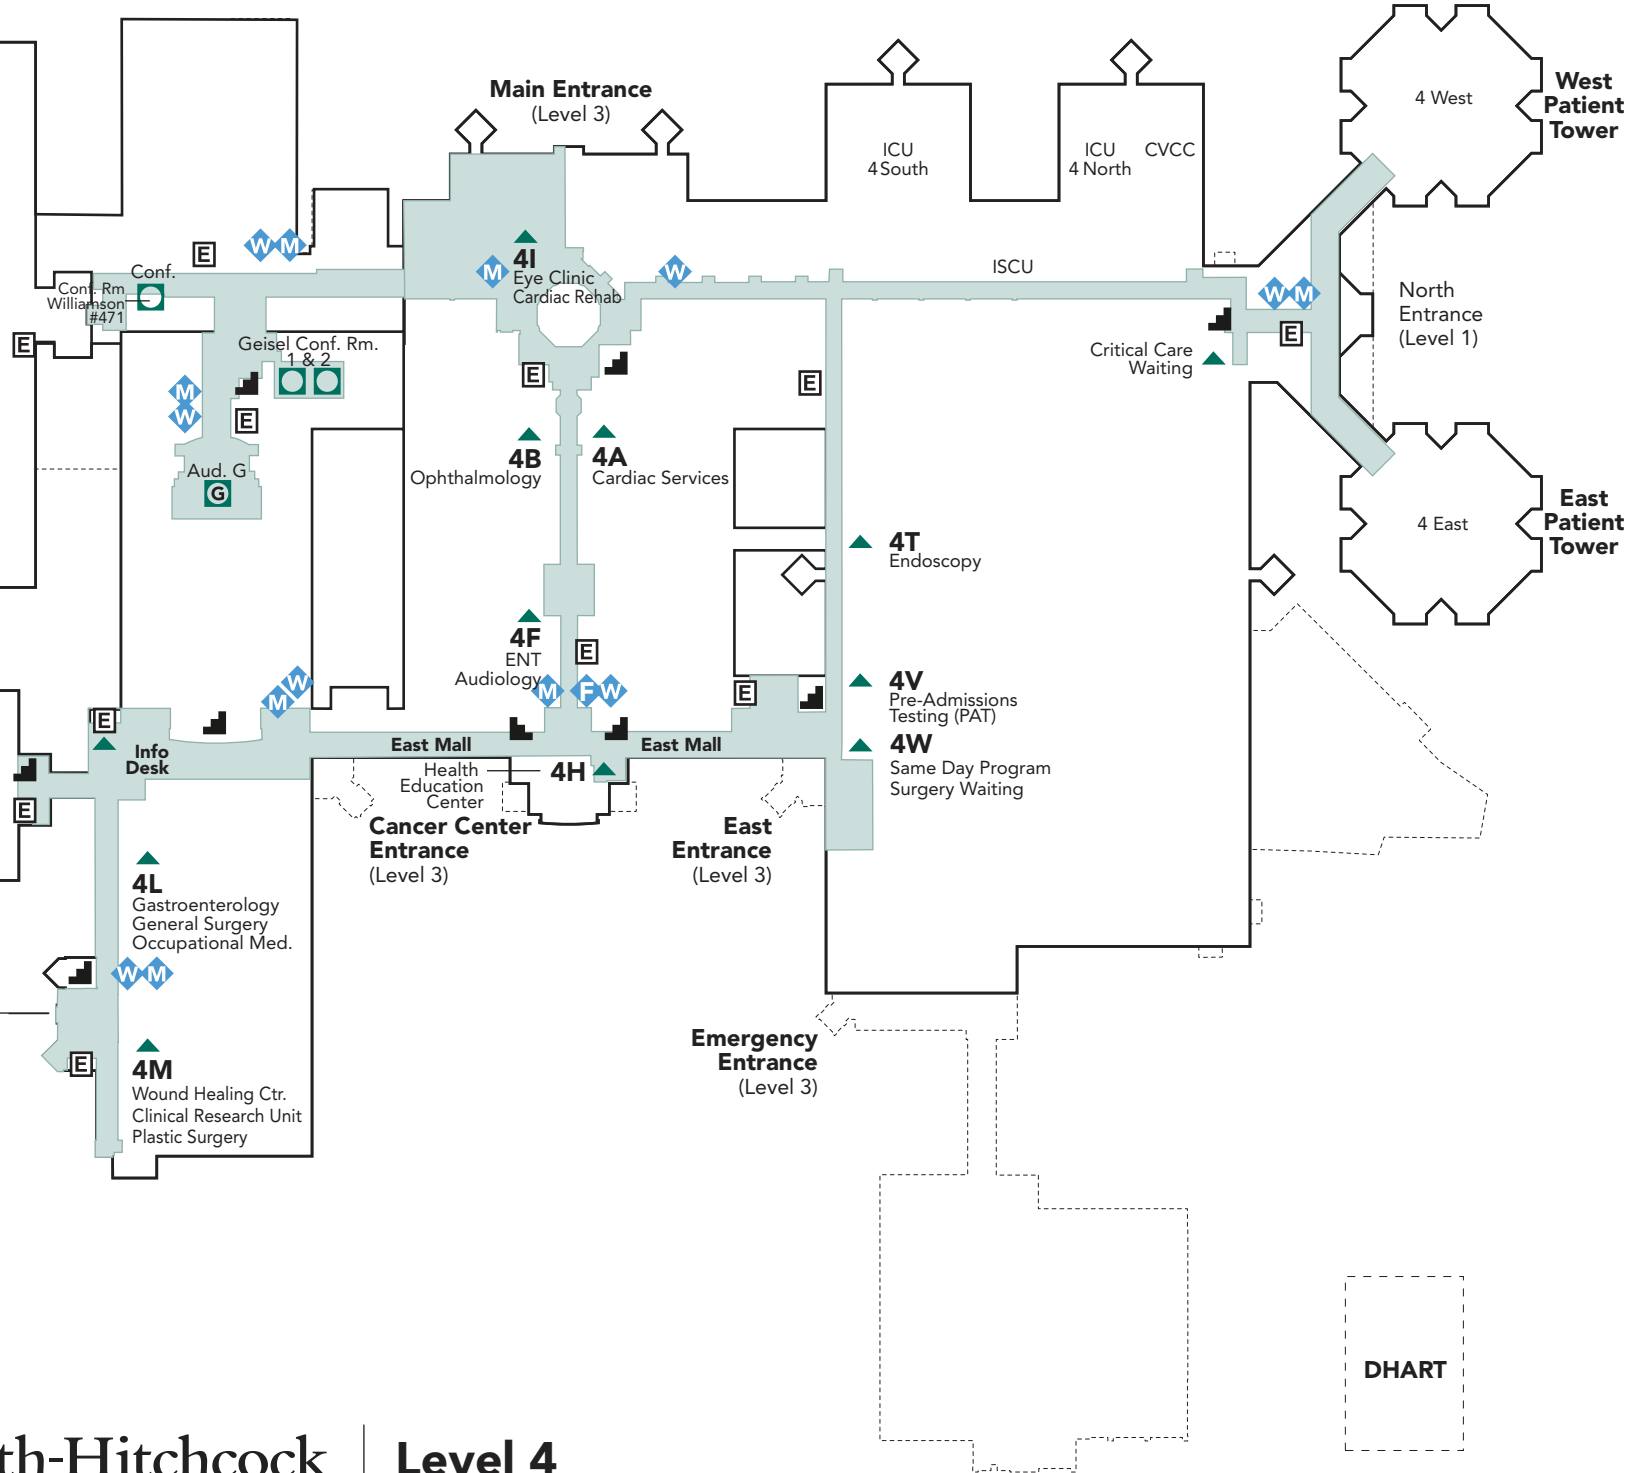 Main Entrance
(Level 3)
4 West
West
Patient
Tower
ICU
4 South
ICU
4 North
CVCC
E
W M
Conf.
Conf. Rm
Williamson
#471
M
4I
Eye Clinic
Cardiac Rehab
W
ISCU
W M
E
North
Entrance
(Level 1)
E
Geisel Conf. Rm.
1 & 2
Critical Care
Waiting
M
W
E
E
E
Aud. G
G
4B
Ophthalmology
4A
Cardiac Services
4 East
East
Patient
Tower
4T
Endoscopy
4F
ENT
Audiology
E
M
F W
W
M
E
4V
Pre-Admissions
Testing (PAT)
E
Info
Desk
East Mall
East Mall
4W
Same Day Program
Surgery Waiting
E
Health
Education
Center
4H
Cancer Center
Entrance
(Level 3)
East
Entrance
(Level 3)
4L
Gastroenterology
General Surgery
Occupational Med.
W M
E
4M
Wound Healing Ctr.
Clinical Research Unit
Plastic Surgery
Emergency
Entrance
(Level 3)
DHART
th-Hitchcock
Level 4